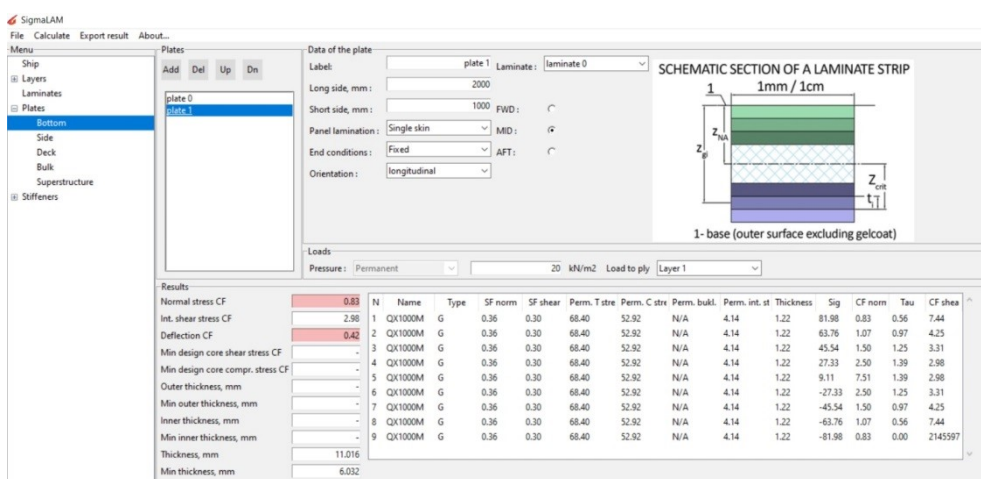 SigmaLAM
File Calculate Export result About...
Menu
Ship
Layers
Laminates
Plates
Bottom
Side
Deck
Bulk
Superstructure
Stiffeners
Plates
Add Del Up Dn
plate 0
plate 1
Data of the plate
Label: plate 1 Laminate: laminate 0
Long side, mm: 2000
Short side, mm: 1000 FWD:
Panel lamination: Single skin MID:
End conditions: Fixed AFT:
Orientation: longitudinal
SCHEMATIC SECTION OF A LAMINATE STRIP
1 1mm / 1cm
zNA
zgl
Zcrit
ti
1- base (outer surface excluding gelcoat)
Loads
Pressure: Permanent 20 kN/m2 Load to ply Layer 1
Results
Normal stress CF 0.83
Int. shear stress CF 2.98
Deflection CF 0.42
Min design core shear stress CF -
Min design core compr. stress CF -
Outer thickness, mm -
Min outer thickness, mm -
Inner thickness, mm -
Min inner thickness, mm -
Thickness, mm 11.016
Min thickness, mm 6.032
N Name Type SF norm SF shear Perm. T stre Perm. C stre Perm. bukl. Perm. int. st Thickness Sig CF norn Tau CF shea
1 QX1000M G 0.36 0.30 68.40 52.92 N/A 4.14 1.22 81.98 0.83 0.56 7.44
2 QX1000M G 0.36 0.30 68.40 52.92 N/A 4.14 1.22 63.76 1.07 0.97 4.25
3 QX1000M G 0.36 0.30 68.40 52.92 N/A 4.14 1.22 45.54 1.50 1.25 3.31
4 QX1000M G 0.36 0.30 68.40 52.92 N/A 4.14 1.22 27.33 2.50 1.39 2.98
5 QX1000M G 0.36 0.30 68.40 52.92 N/A 4.14 1.22 9.11 7.51 1.39 2.98
6 QX1000M G 0.36 0.30 68.40 52.92 N/A 4.14 1.22 -27.33 2.50 1.25 3.31
7 QX1000M G 0.36 0.30 68.40 52.92 N/A 4.14 1.22 -45.54 1.50 0.97 4.25
8 QX1000M G 0.36 0.30 68.40 52.92 N/A 4.14 1.22 -63.76 1.07 0.56 7.44
9 QX1000M G 0.36 0.30 68.40 52.92 N/A 4.14 1.22 -81.98 0.83 0.00 2145597